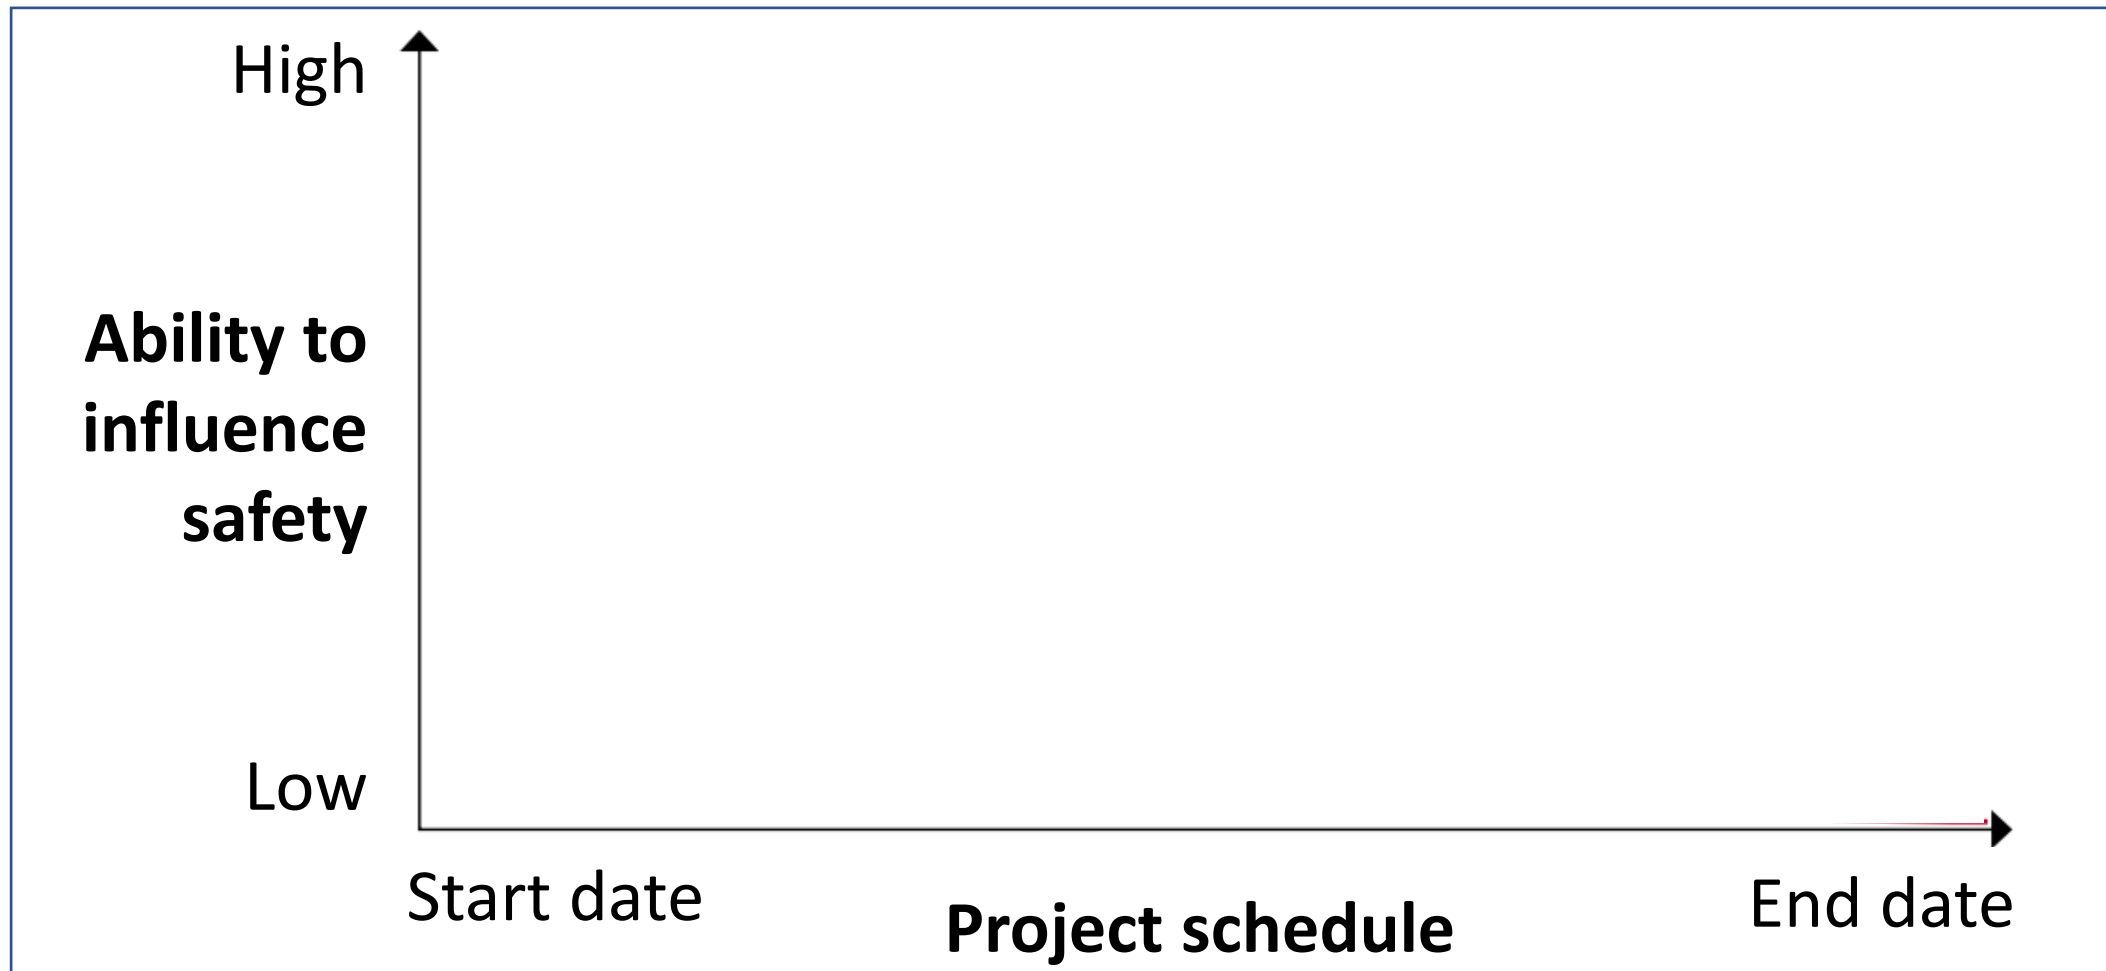 High
Ability to
influence
safety
Low
Start date
Project schedule
End date